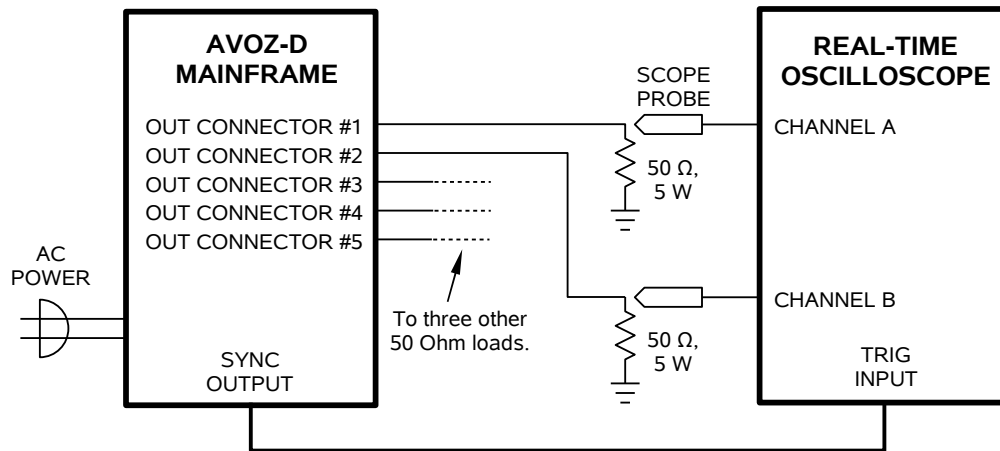 AVOZ-D
MAINFRAME
OUT CONNECTOR #1
OUT CONNECTOR #2
OUT CONNECTOR #3
OUT CONNECTOR #4
OUT CONNECTOR #5
AC
POWER
SYNC
OUTPUT
To three other
50 Ohm loads.
SCOPE
PROBE
50 Ω,
5 W
50 Ω,
5 W
REAL-TIME
OSCILLOSCOPE
CHANNEL A
CHANNEL B
TRIG
INPUT